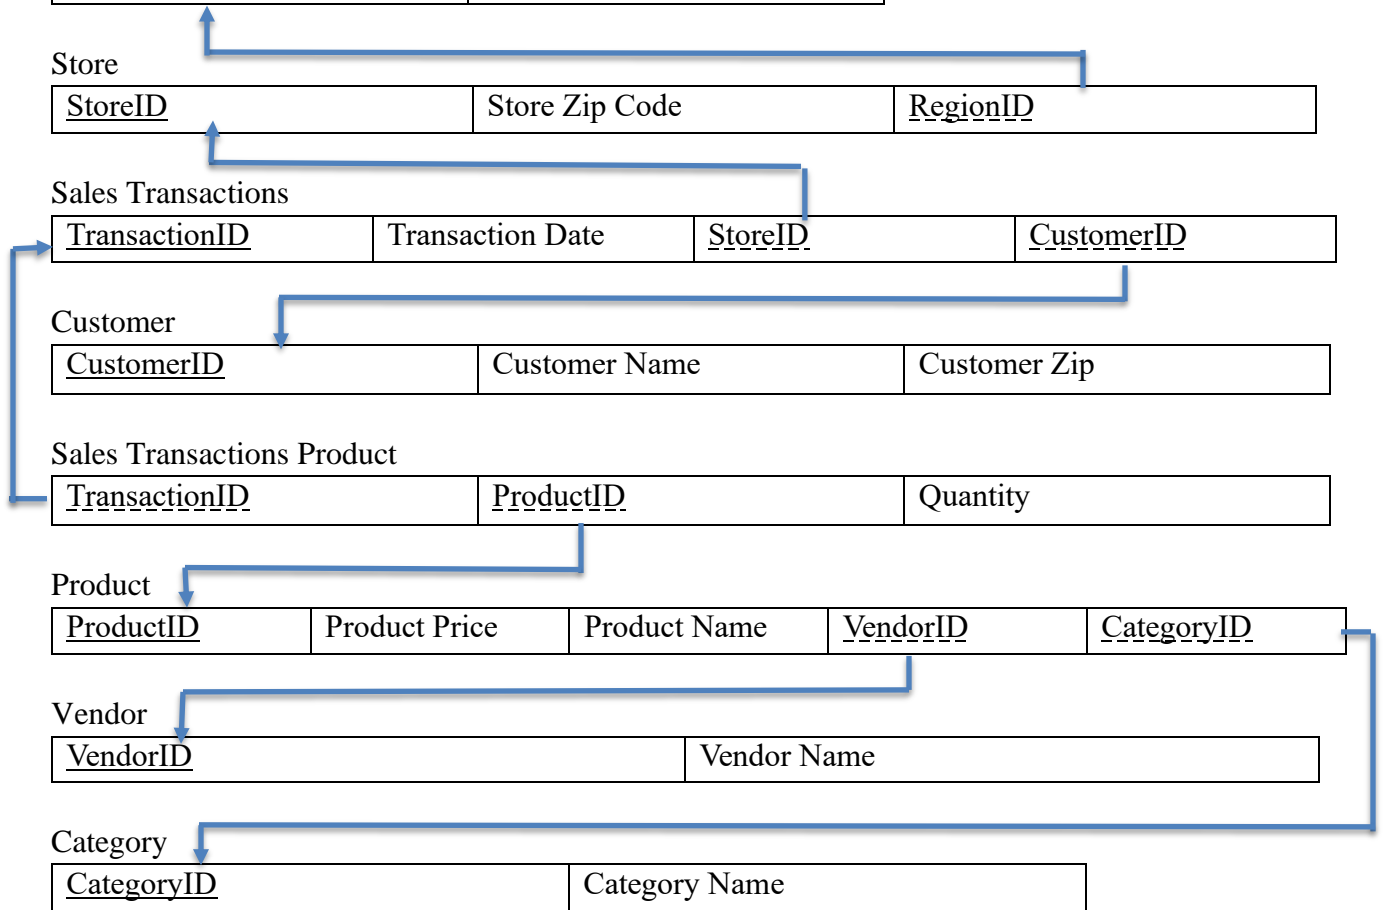 Store
StoreID Store Zip Code RegionID
Sales Transactions
TransactionID Transaction Date StoreID CustomerID
Customer
CustomerID Customer Name Customer Zip
Sales Transactions Product
TransactionID ProductID Quantity
Product
ProductID Product Price Product Name VendorID CategoryID
Vendor
VendorID Vendor Name
Category
CategoryID Category Name